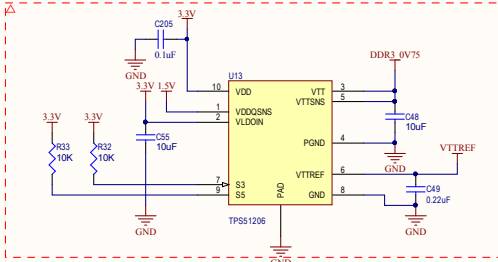 3.3V
C205
0.1uF
GND
DDR3_0V75
3.3V 1.5V
U13
10 VDD VTT 3
VTTSNS 5
1 VDDQSNS
2 VLDOIN
C48
10uF
3.3V 3.3V
C55
10uF
PGND 4
GND
VTTREF
R33
10K
R32
10K
VTTREF 6
7 S3
9 S5
PAD
GND 8
C49
0.22uF
GND
GND
TPS51206
GND